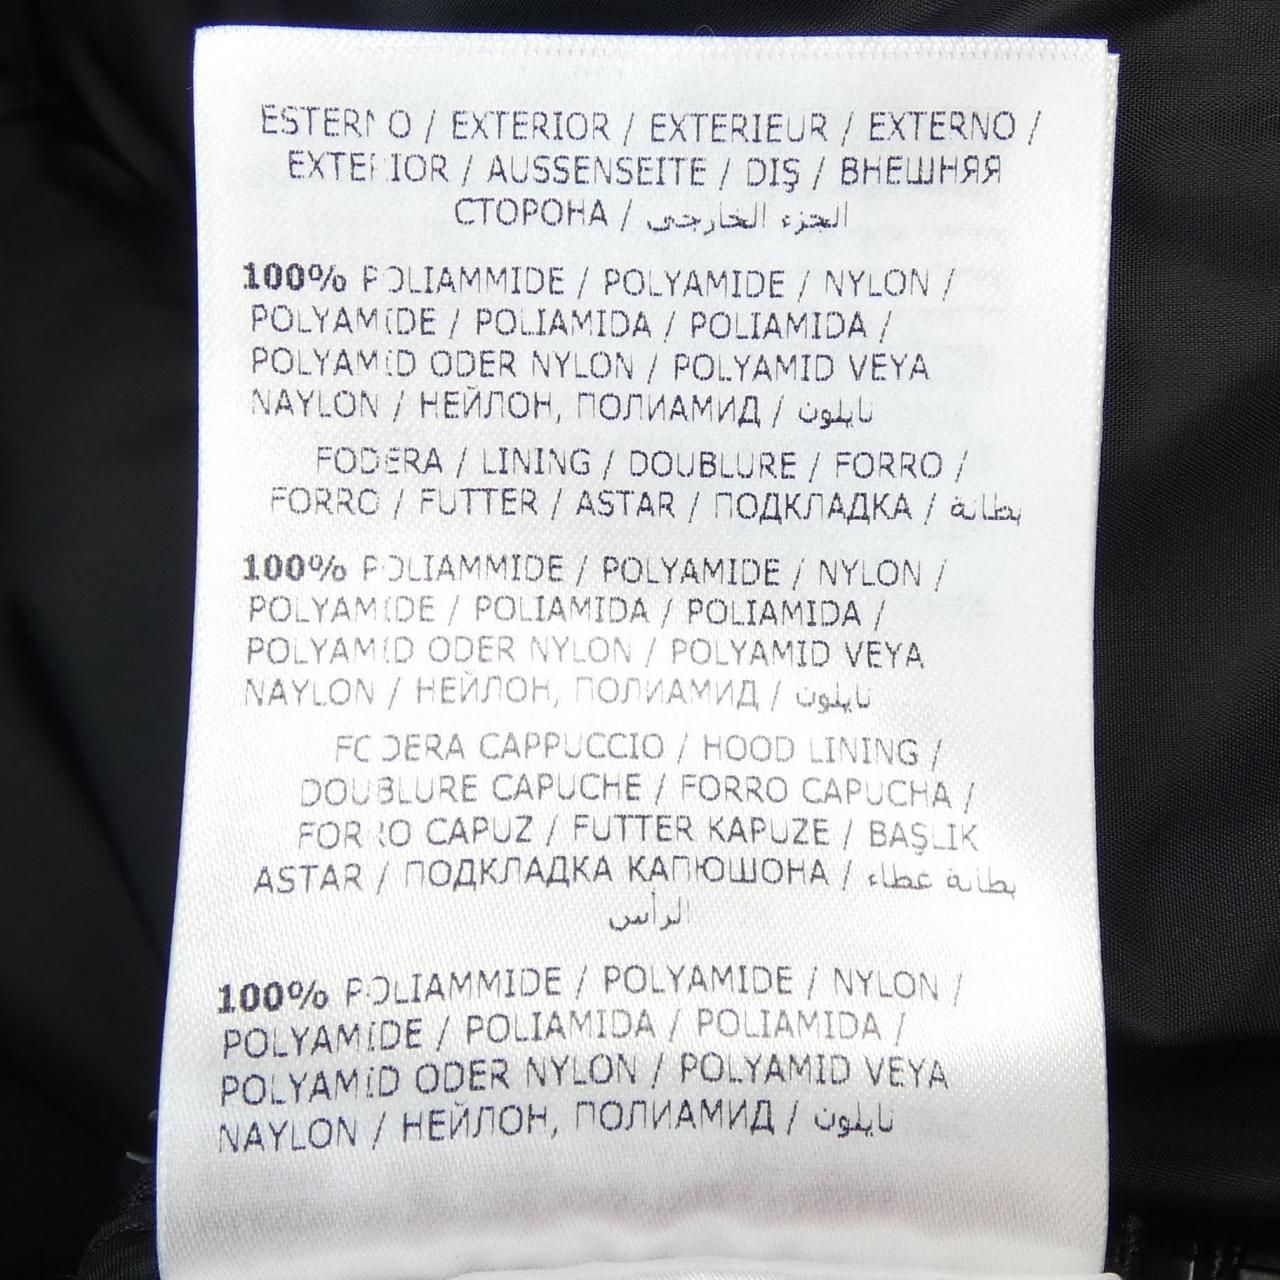 ESTERNO / EXTERIOR / EXTERIEUR / EXTERNO /
EXTERIOR / AUSSENSEITE / DIŞ / ВНЕШНЯЯ
СТОРОНА / الجزء الخارجي
100% POLIAMMIDE / POLYAMIDE / NYLON /
POLYAMIDE / POLIAMIDA / POLIAMIDA /
POLYAMID ODER NYLON / POLYAMID VEYA
NAYLON / НЕЙЛОН, ПОЛИАМИД / نايلون
FODERA / LINING / DOUBLURE / FORRO /
FORRO / FUTTER / ASTAR / ПОДКЛАДКА / بطانة
100% POLIAMMIDE / POLYAMIDE / NYLON /
POLYAMIDE / POLIAMIDA / POLIAMIDA /
POLYAMID ODER NYLON / POLYAMID VEYA
NAYLON / НЕЙЛОН, ПОЛИАМИД / نايلون
FODERA CAPPUCCIO / HOOD LINING /
DOUBLURE CAPUCHE / FORRO CAPUCHA /
FORRO CAPUZ / FUTTER KAPUZE / BAŞLIK
ASTAR / ПОДКЛАДКА КАПЮШОНА / بطانة غطاء
الرأس
100% POLIAMMIDE / POLYAMIDE / NYLON /
POLYAMIDE / POLIAMIDA / POLIAMIDA /
POLYAMID ODER NYLON / POLYAMID VEYA
NAYLON / НЕЙЛОН, ПОЛИАМИД / نايلون